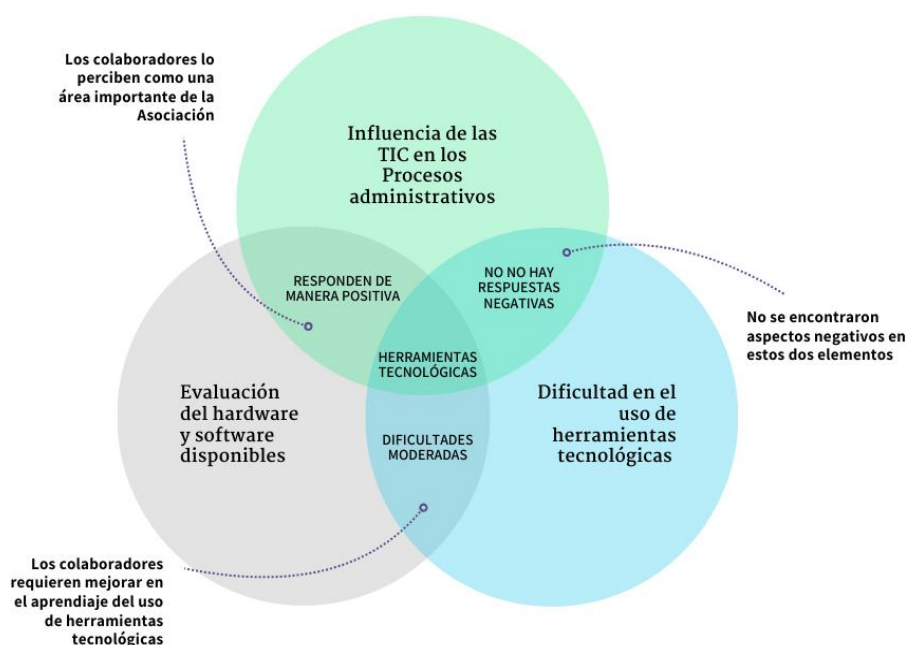 Los colaboradores lo
perciben como una
área importante de la
Asociación
Influencia de las
TIC en los
Procesos
administrativos
RESPONDEN DE
MANERA POSITIVA
NO NO HAY
RESPUESTAS
NEGATIVAS
No se encontraron
aspectos negativos en
estos dos elementos
HERRAMIENTAS
TECNOLÓGICAS
Evaluación
del hardware
y software
disponibles
Dificultad en el
uso de
herramientas
tecnológicas
DIFICULTADES
MODERADAS
Los colaboradores
requieren mejorar en
el aprendiaje del uso
de herramientas
tecnológicas